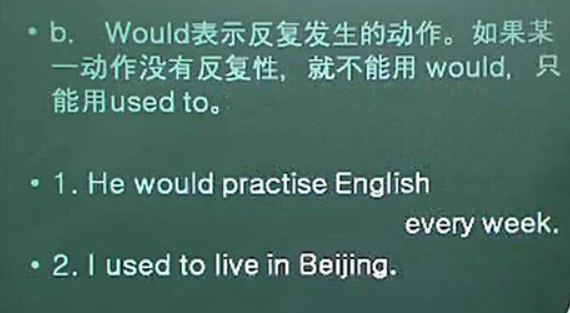 • b. Would表示反复发生的动作。如果某
一动作没有反复性，就不能用 would，只
能用used to。
• 1. He would practise English
every week.
• 2. I used to live in Beijing.